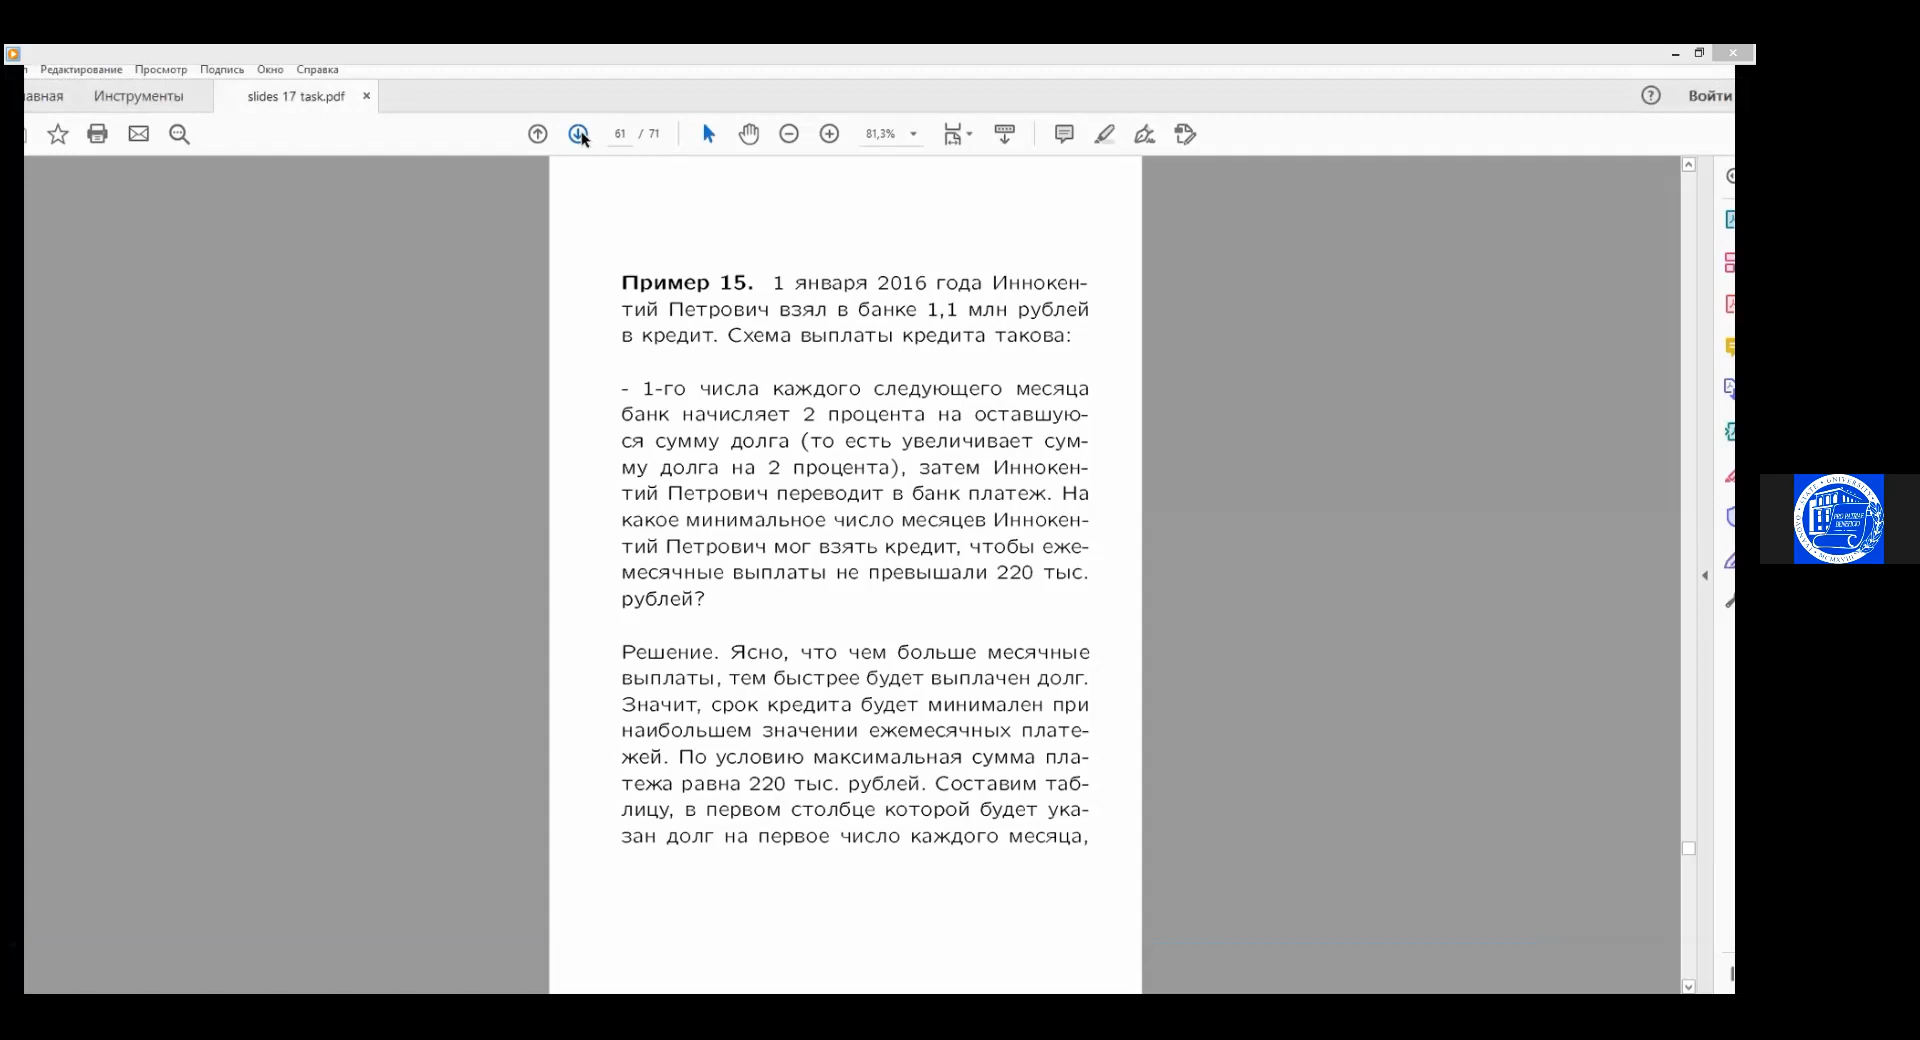 Редактирование Просмотр Подпись Окно Справка
авная Инструменты slides 17 task.pdf Войти
61 / 71 81,3%
Пример 15. 1 января 2016 года Иннокен-
тий Петрович взял в банке 1,1 млн рублей
в кредит. Схема выплаты кредита такова:
- 1-го числа каждого следующего месяца
банк начисляет 2 процента на оставшую-
ся сумму долга (то есть увеличивает сум-
му долга на 2 процента), затем Иннокен-
тий Петрович переводит в банк платеж. На
какое минимальное число месяцев Иннокен-
тий Петрович мог взять кредит, чтобы еже-
месячные выплаты не превышали 220 тыс.
рублей?
Решение. Ясно, что чем больше месячные
выплаты, тем быстрее будет выплачен долг.
Значит, срок кредита будет минимален при
наибольшем значении ежемесячных плате-
жей. По условию максимальная сумма пла-
тежа равна 220 тыс. рублей. Составим таб-
лицу, в первом столбце которой будет ука-
зан долг на первое число каждого месяца,